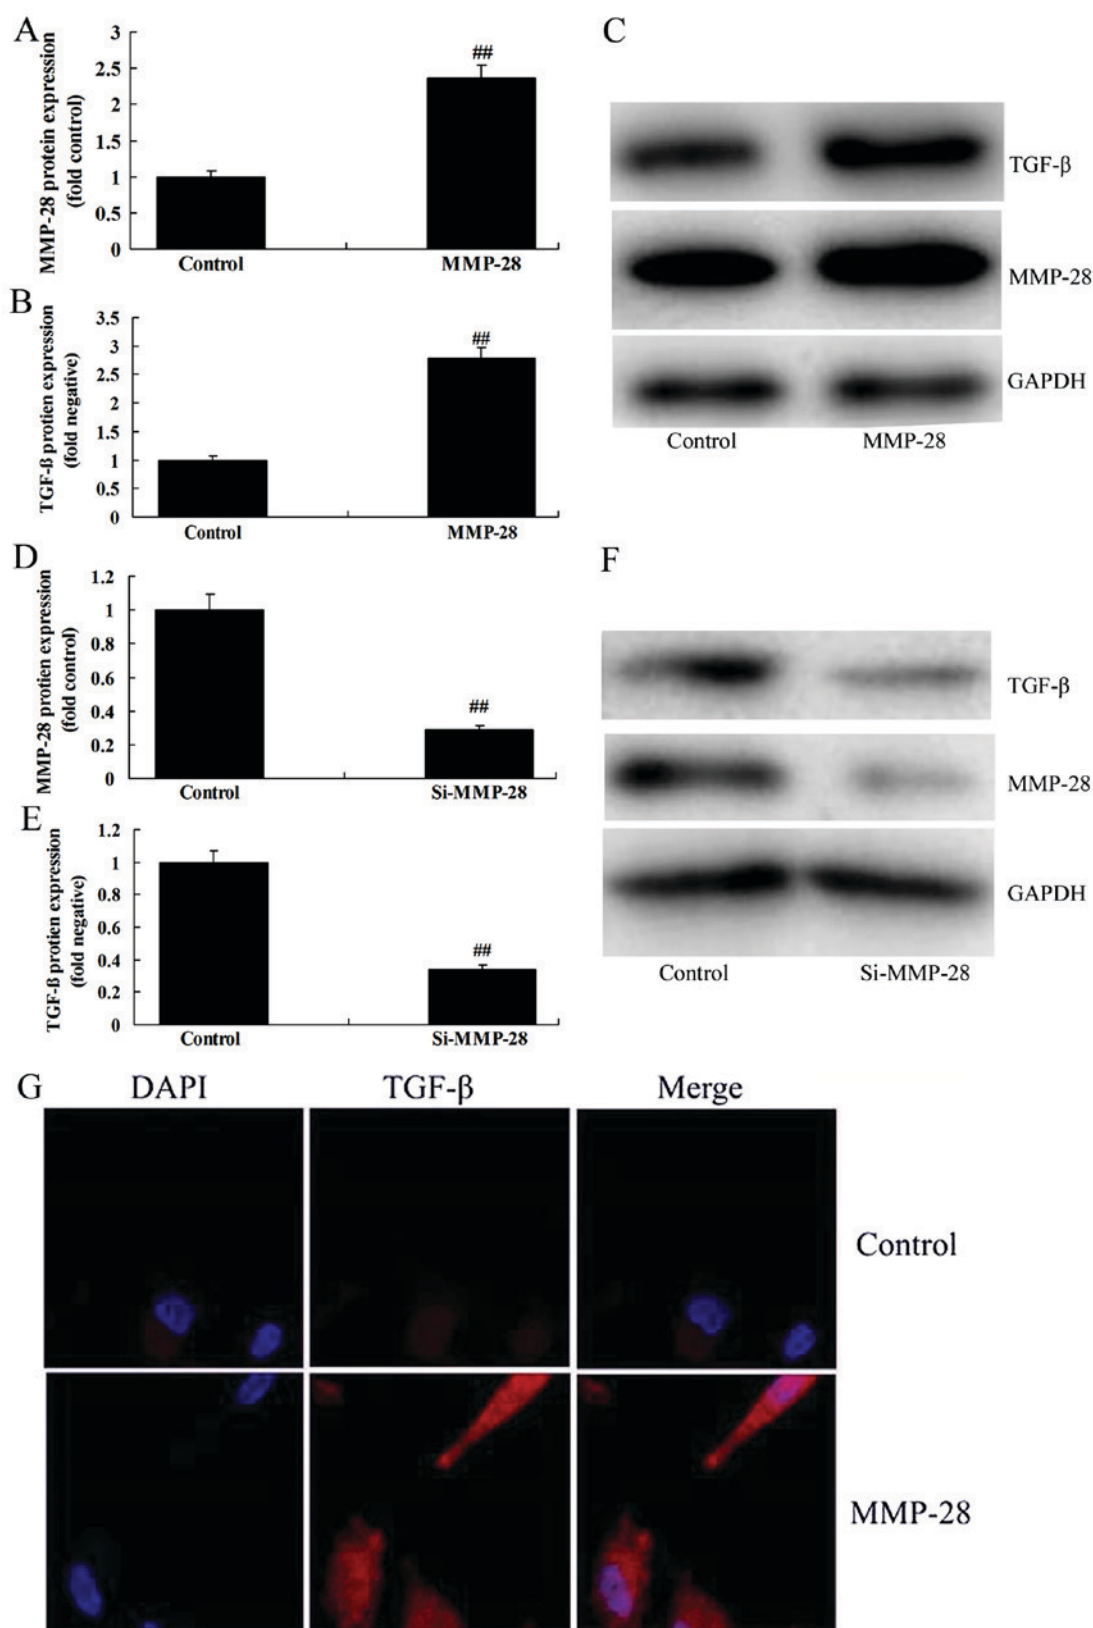 A
MMP-28 protein expression
(fold control)
3
2.5
2
1.5
1
0.5
0
##
Control
MMP-28
B
TGF-ß protien expression
(fold negative)
3.5
3
2.5
2
1.5
1
0.5
0
##
Control
MMP-28
C
TGF-β
MMP-28
GAPDH
Control
MMP-28
D
MMP-28 protien expression
(fold control)
1.2
1
0.8
0.6
0.4
0.2
0
##
Control
Si-MMP-28
E
TGF-ß protien expression
(fold negative)
1.2
1
0.8
0.6
0.4
0.2
0
##
Control
Si-MMP-28
F
TGF-β
MMP-28
GAPDH
Control
Si-MMP-28
G
DAPI
TGF-β
Merge
Control
MMP-28